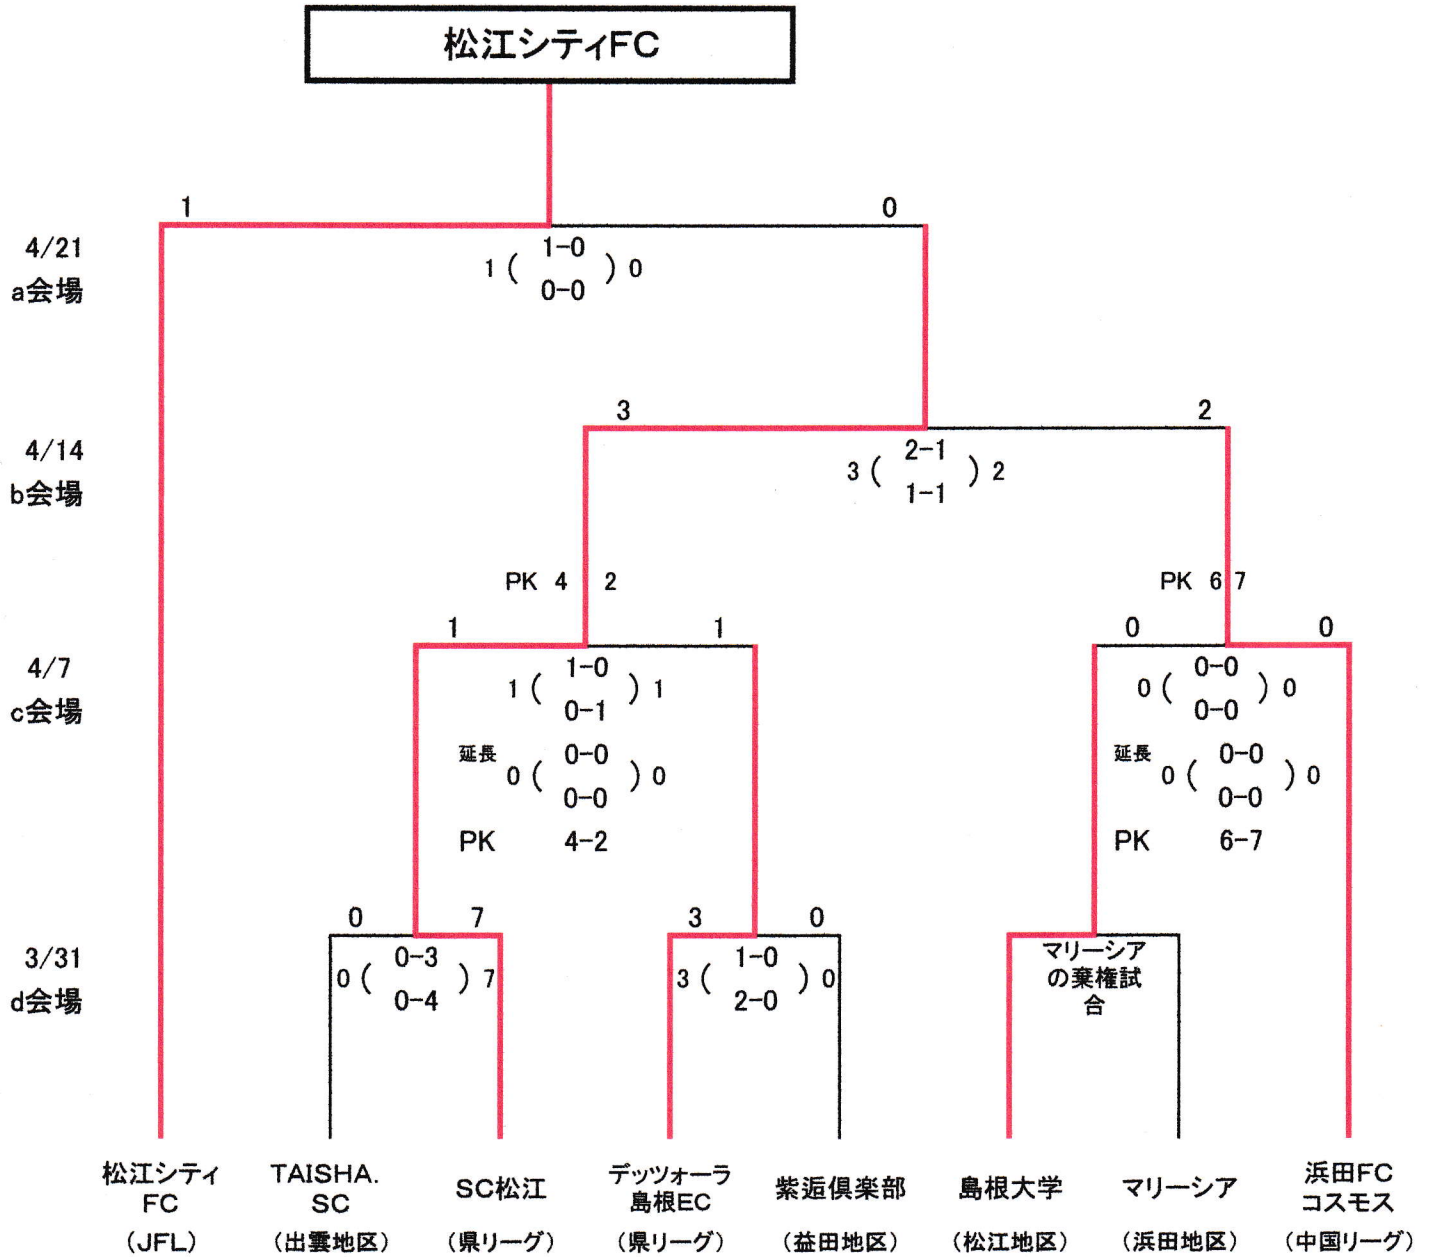 松江シティFC
1 0
4/21
a会場
1 ( 1-0 ) 0
0-0
3 2
4/14
b会場
3 ( 2-1 ) 2
1-1
PK 4 2 PK 6 7
1 1 0 0
4/7
c会場
1 ( 1-0 ) 1 0 ( 0-0 ) 0
0-1 0-0
延長 0 ( 0-0 ) 0 延長 0 ( 0-0 ) 0
0-0 0-0
PK 4-2 PK 6-7
0 7 3 0
3/31
d会場
0 ( 0-3 ) 7 3 ( 1-0 ) 0
0-4 2-0
マリーシア
の棄権試
合
松江シティ
FC
(JFL)
TAISHA.
SC
(出雲地区)
SC松江
(県リーグ)
デッツォーラ
島根EC
(県リーグ)
紫逅倶楽部
(益田地区)
島根大学
(松江地区)
マリーシア
(浜田地区)
浜田FC
コスモス
(中国リーグ)